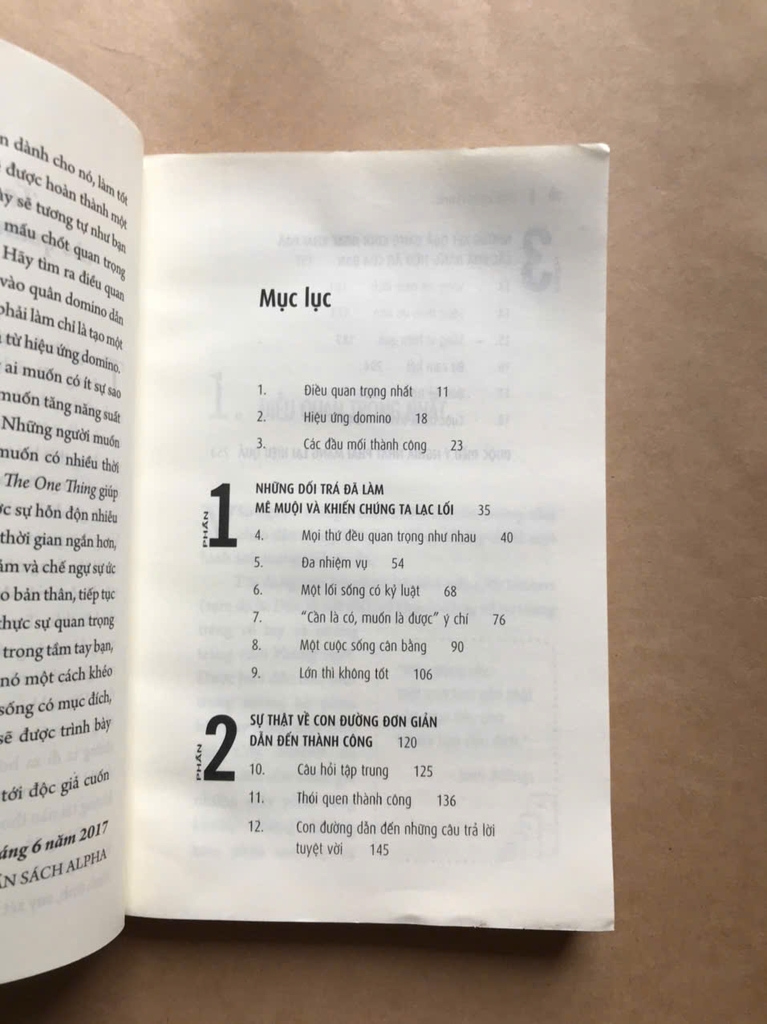 n dành cho nó, làm tốt
được hoàn thành một
ày sẽ tương tự như bạn
mấu chốt quan trọng
Hãy tìm ra điều quan
vào quân domino dẫn
phải làm chỉ là tạo một
từ hiệu ứng domino.
ai muốn có ít sự sao
muốn tăng năng suất
Những người muốn
muốn có nhiều thời
The One Thing giúp
ợc sự hỗn độn nhiều
thời gian ngắn hơn,
ảm và chế ngự sự ức
o bản thân, tiếp tục
thực sự quan trọng
trong tầm tay bạn,
nó một cách khéo
sống có mục đích,
sẽ được trình bày
tới độc giả cuốn
áng 6 năm 2017
ẦN SÁCH ALPHA
Mục lục
1. Điều quan trọng nhất 11
2. Hiệu ứng domino 18
3. Các đầu mối thành công 23
PHẦN 1
NHỮNG DỐI TRÁ ĐÃ LÀM
MÊ MUỘI VÀ KHIẾN CHÚNG TA LẠC LỐI 35
4. Mọi thứ đều quan trọng như nhau 40
5. Đa nhiệm vụ 54
6. Một lối sống có kỷ luật 68
7. “Cần là có, muốn là được” ý chí 76
8. Một cuộc sống cân bằng 90
9. Lớn thì không tốt 106
PHẦN 2
SỰ THẬT VỀ CON ĐƯỜNG ĐƠN GIẢN
DẪN ĐẾN THÀNH CÔNG 120
10. Câu hỏi tập trung 125
11. Thói quen thành công 136
12. Con đường dẫn đến những câu trả lời
tuyệt vời 145